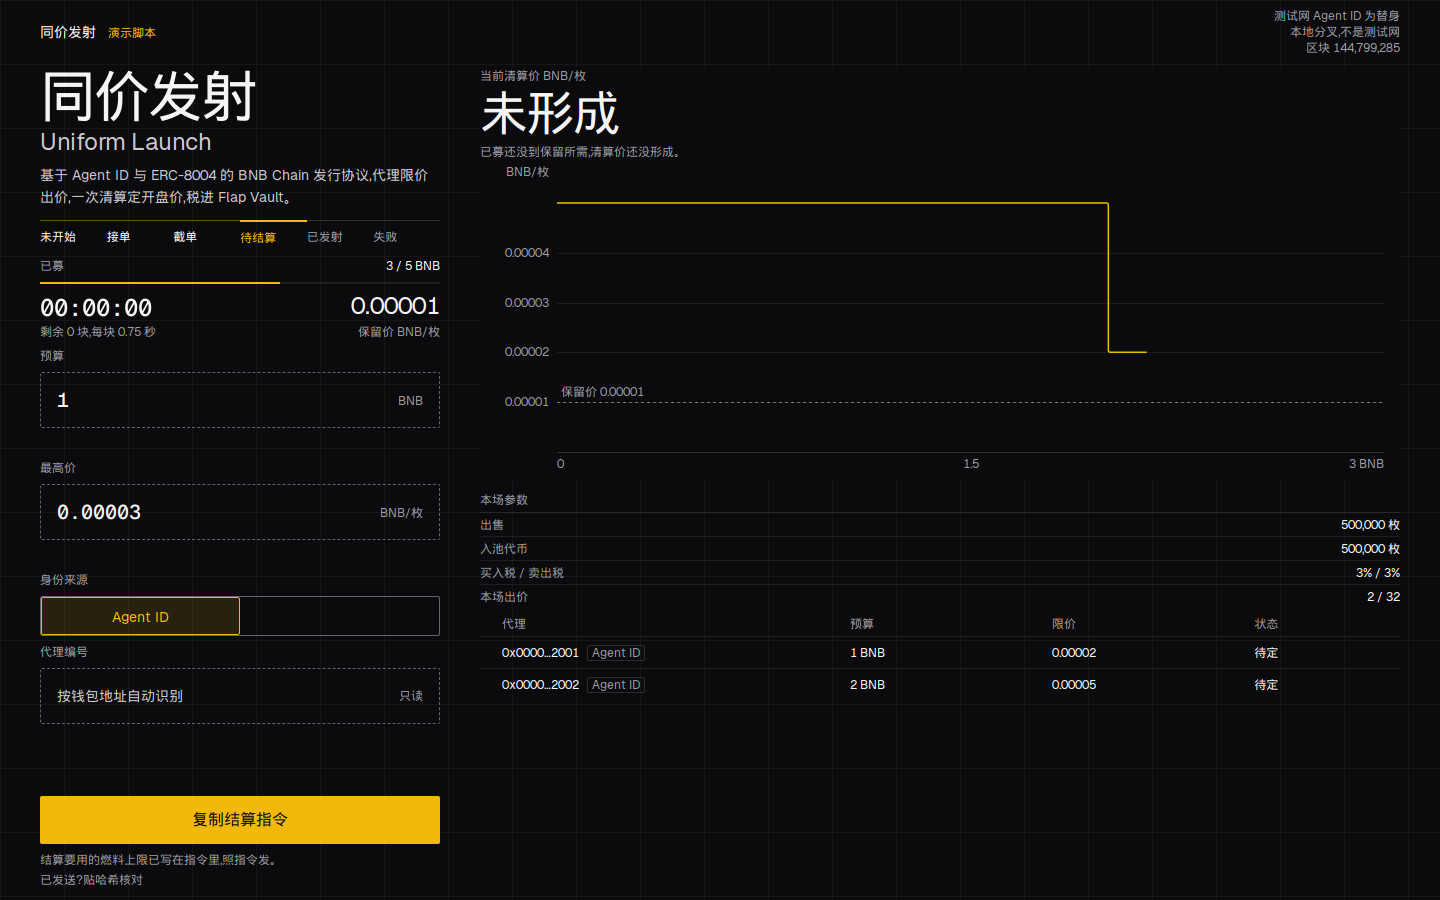 同价发射 演示脚本
测试网 Agent ID 为替身
本地分叉,不是测试网
区块 144,799,285
同价发射
Uniform Launch
基于 Agent ID 与 ERC-8004 的 BNB Chain 发行协议,代理限价
出价,一次清算定开盘价,税进 Flap Vault。
未开始 接单 截单 待结算 已发射 失败
已募 3 / 5 BNB
00:00:00 0.00001
剩余 0 块,每块 0.75 秒 保留价 BNB/枚
预算
1 BNB
最高价
0.00003 BNB/枚
身份来源
Agent ID
代理编号
按钱包地址自动识别 只读
复制结算指令
结算要用的燃料上限已写在指令里,照指令发。
已发送?贴哈希核对
当前清算价 BNB/枚
未形成
已募还没到保留所需,清算价还没形成。
BNB/枚
0.00004
0.00003
0.00002
保留价 0.00001
0.00001
0 1.5 3 BNB
本场参数
出售 500,000 枚
入池代币 500,000 枚
买入税 / 卖出税 3% / 3%
本场出价 2 / 32
代理 预算 限价 状态
0x0000…2001 Agent ID 1 BNB 0.00002 待定
0x0000…2002 Agent ID 2 BNB 0.00005 待定